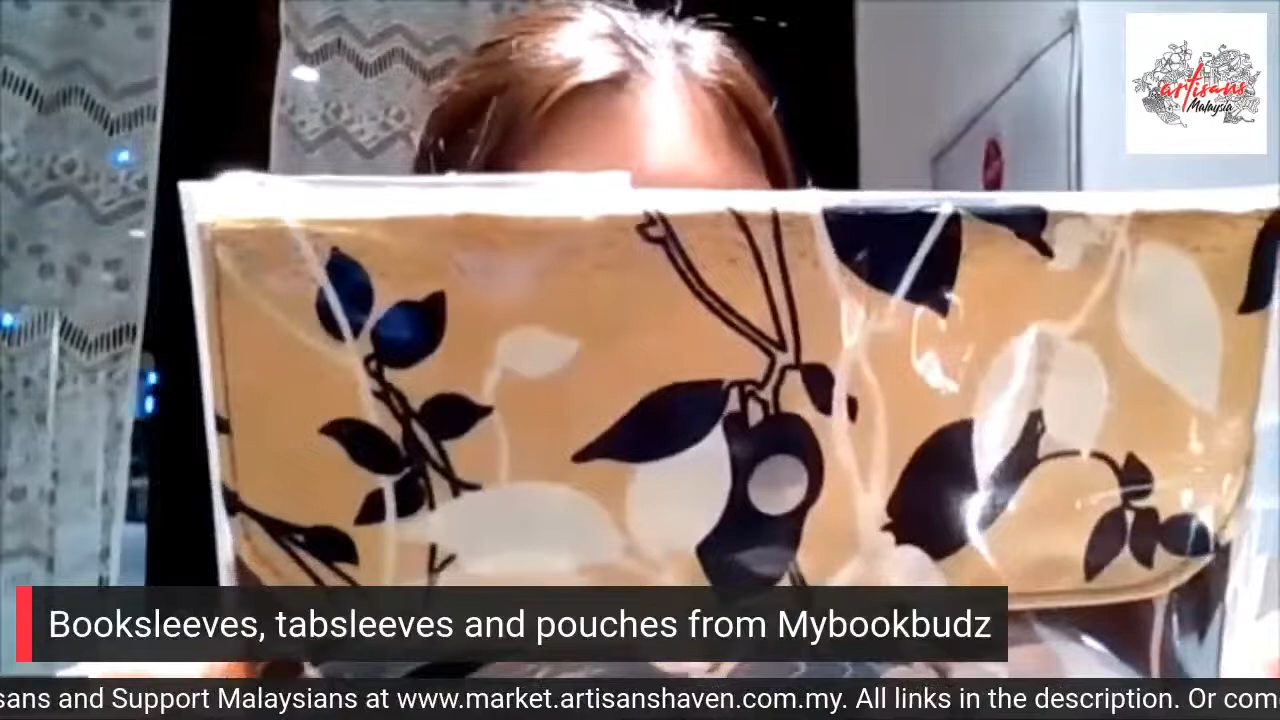 artisans
Malaysia
Booksleeves, tabsleeves and pouches from Mybookbudz
sans and Support Malaysians at www.market.artisanshaven.com.my. All links in the description. Or com